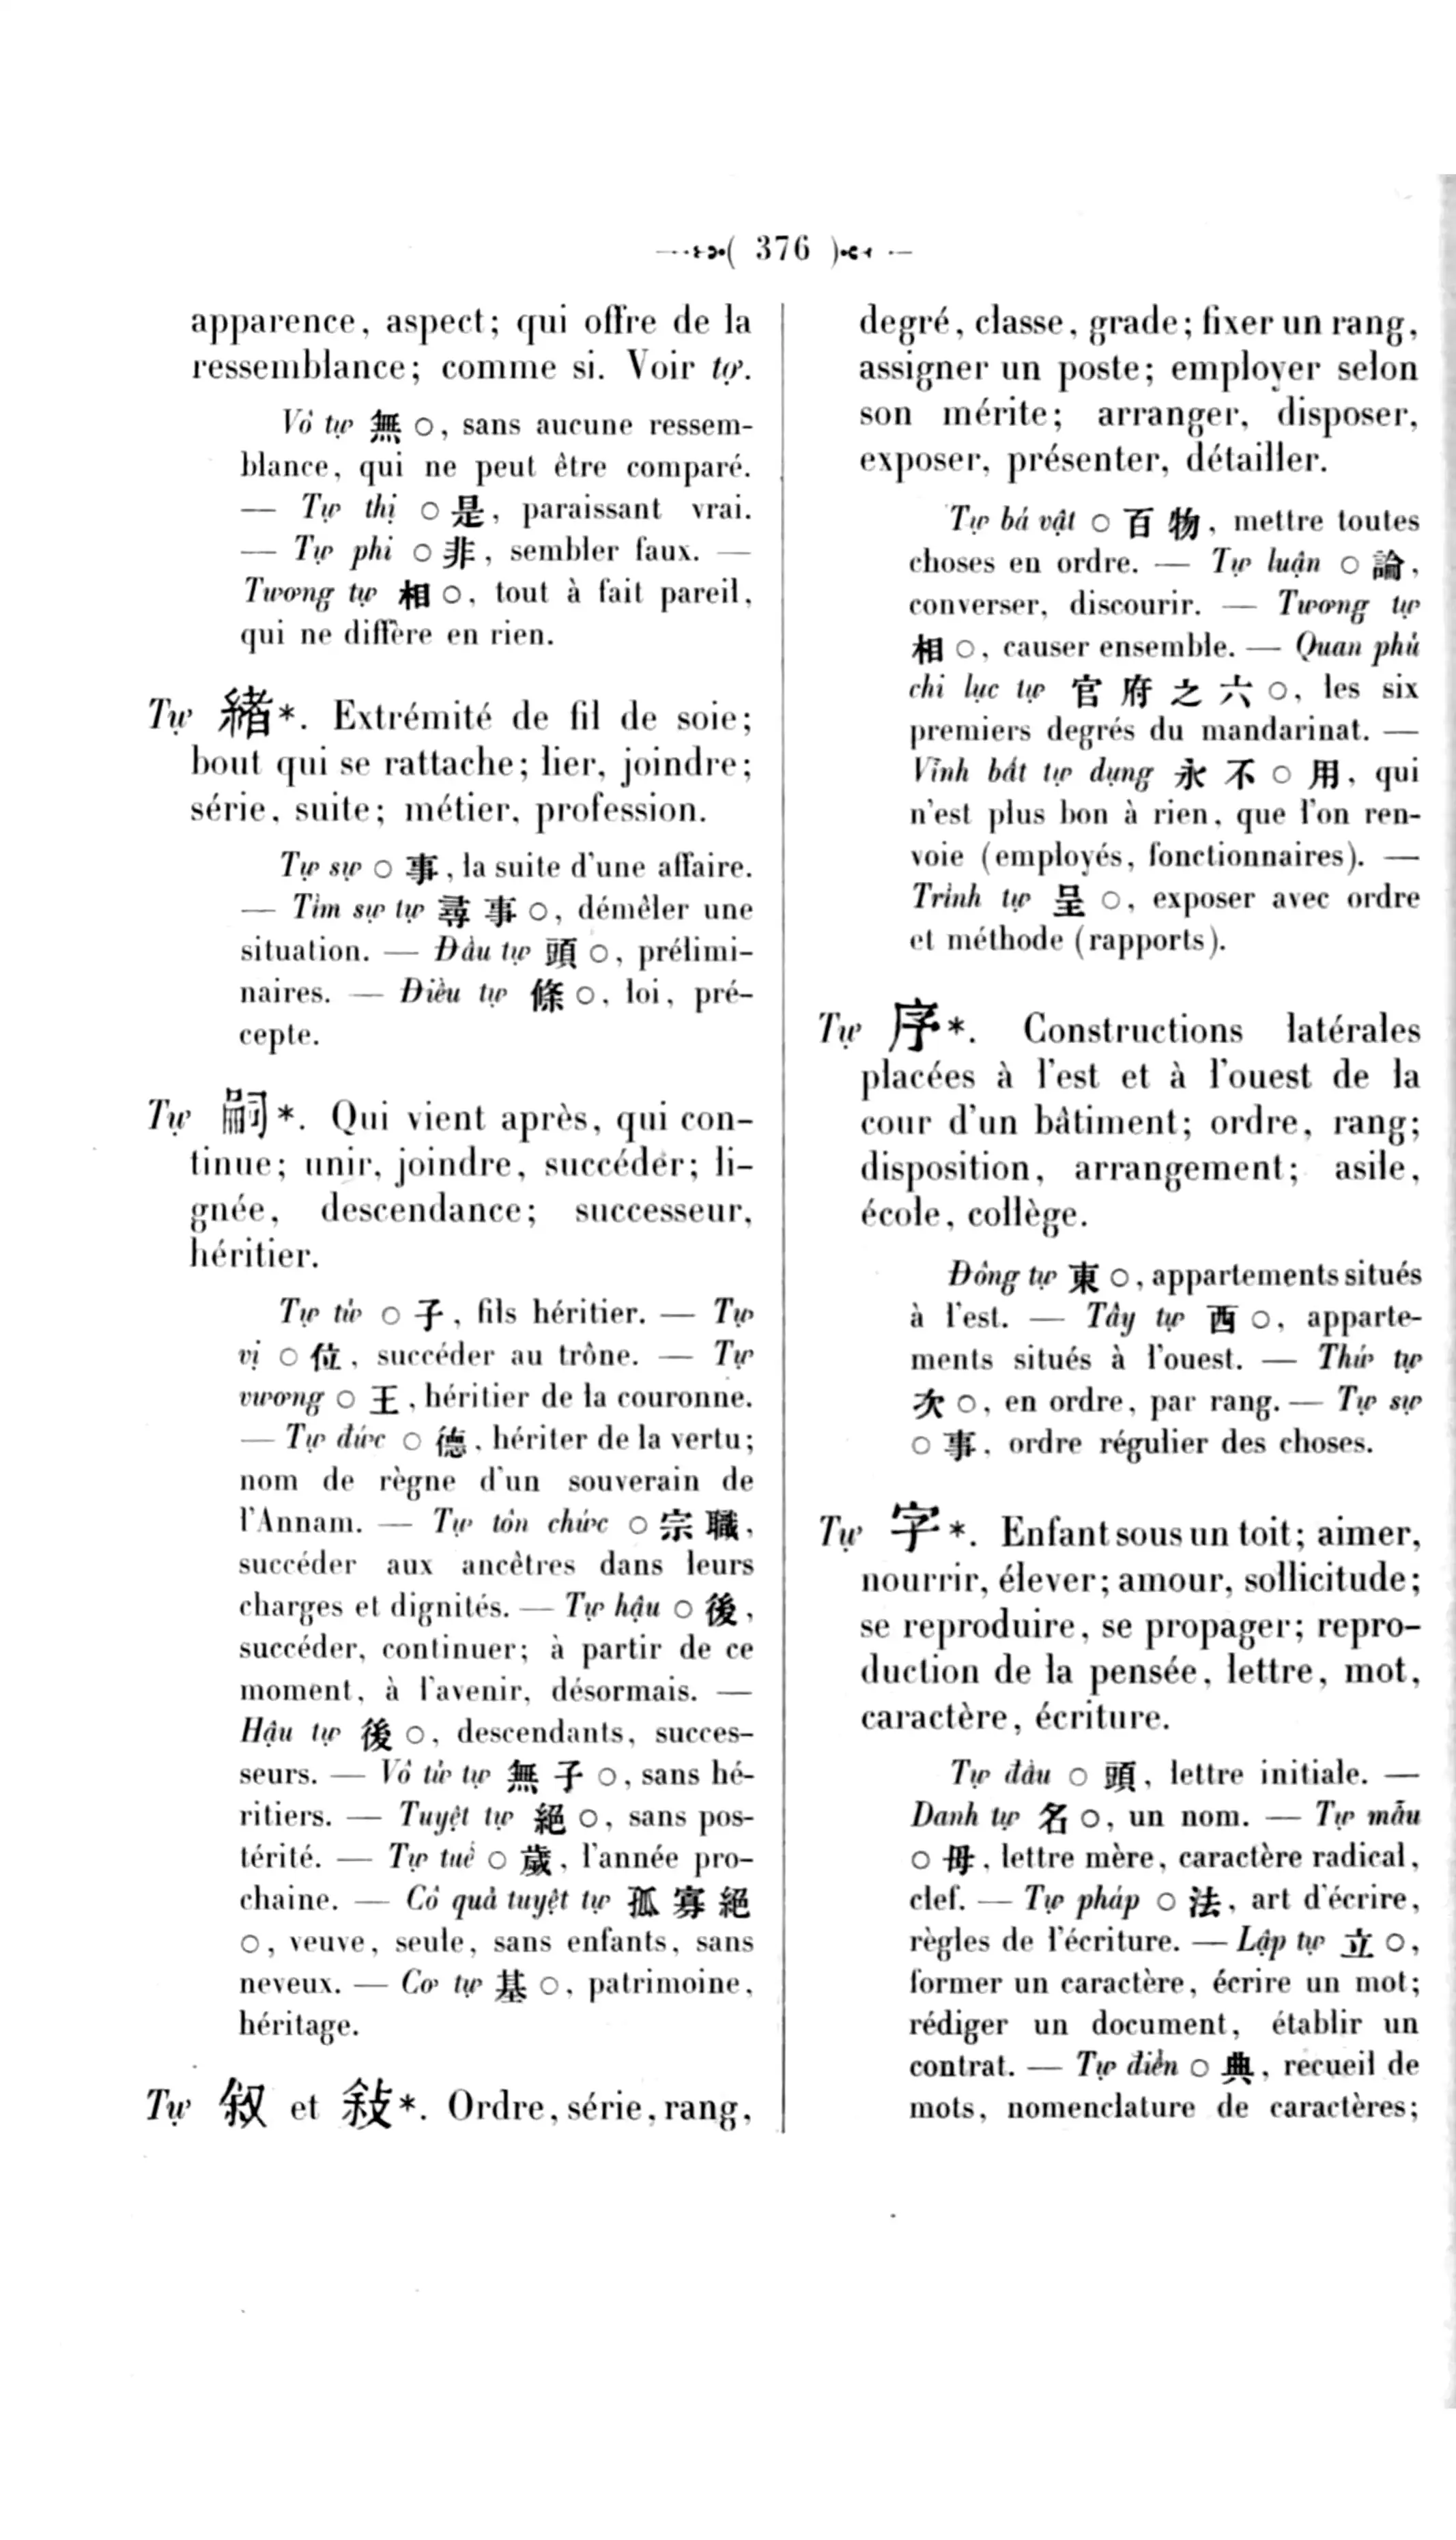 ( 376 )
apparence, aspect; qui offre de la
ressemblance; comme si. Voir tợ.
Vô tự 無 ○, sans aucune ressem-
blance, qui ne peut être comparé.
— Tự thị ○ 是, paraissant vrai.
— Tự phi ○ 非, sembler faux. —
Tương tự 相 ○, tout à fait pareil,
qui ne diffère en rien.
Tự 緒*. Extrémité de fil de soie;
bout qui se rattache; lier, joindre;
série, suite; métier, profession.
Tự sự ○ 事, la suite d'une affaire.
— Tìm sự tự 尋 事 ○, démêler une
situation. — Đầu tự 頭 ○, prélimi-
naires. — Điều tự 條 ○, loi, pré-
cepte.
Tự 嗣*. Qui vient après, qui con-
tinue; unir, joindre, succéder; li-
gnée, descendance; successeur,
héritier.
Tự tử ○ 子, fils héritier. — Tự
vị ○ 位, succéder au trône. — Tự
vương ○ 王, héritier de la couronne.
— Tự đức ○ 德, hériter de la vertu;
nom de règne d'un souverain de
l'Annam. — Tự tôn chức ○ 宗 職,
succéder aux ancêtres dans leurs
charges et dignités. — Tự hậu ○ 後,
succéder, continuer; à partir de ce
moment, à l'avenir, désormais. —
Hậu tự 後 ○, descendants, succes-
seurs. — Vô tử tự 無 子 ○, sans hé-
ritiers. — Tuyệt tự 絕 ○, sans pos-
térité. — Tự tuế ○ 歲, l'année pro-
chaine. — Cô quả tuyệt tự 孤 寡 絕
○, veuve, seule, sans enfants, sans
neveux. — Cơ tự 基 ○, patrimoine,
héritage.
Tự 叙 et 敍*. Ordre, série, rang,
degré, classe, grade; fixer un rang,
assigner un poste; employer selon
son mérite; arranger, disposer,
exposer, présenter, détailler.
Tự bá vật ○ 百 物, mettre toutes
choses en ordre. — Tự luận ○ 論,
converser, discourir. — Tương tự
相 ○, causer ensemble. — Quan phủ
chi lục tự 官 府 之 六 ○, les six
premiers degrés du mandarinat. —
Vĩnh bất tự dụng 永 不 ○ 用, qui
n'est plus bon à rien, que l'on ren-
voie (employés, fonctionnaires). —
Trình tự 呈 ○, exposer avec ordre
et méthode (rapports).
Tự 序*. Constructions latérales
placées à l'est et à l'ouest de la
cour d'un bâtiment; ordre, rang;
disposition, arrangement; asile,
école, collège.
Đông tự 東 ○, appartements situés
à l'est. — Tây tự 西 ○, apparte-
ments situés à l'ouest. — Thứ tự
次 ○, en ordre, par rang. — Tự sự
○ 事, ordre régulier des choses.
Tự 字*. Enfant sous un toit; aimer,
nourrir, élever; amour, sollicitude;
se reproduire, se propager; repro-
duction de la pensée, lettre, mot,
caractère, écriture.
Tự đầu ○ 頭, lettre initiale. —
Danh tự 名 ○, un nom. — Tự mẫu
○ 母, lettre mère, caractère radical,
clef. — Tự pháp ○ 法, art d'écrire,
règles de l'écriture. — Lập tự 立 ○,
former un caractère, écrire un mot;
rédiger un document, établir un
contrat. — Tự điển ○ 典, recueil de
mots, nomenclature de caractères;